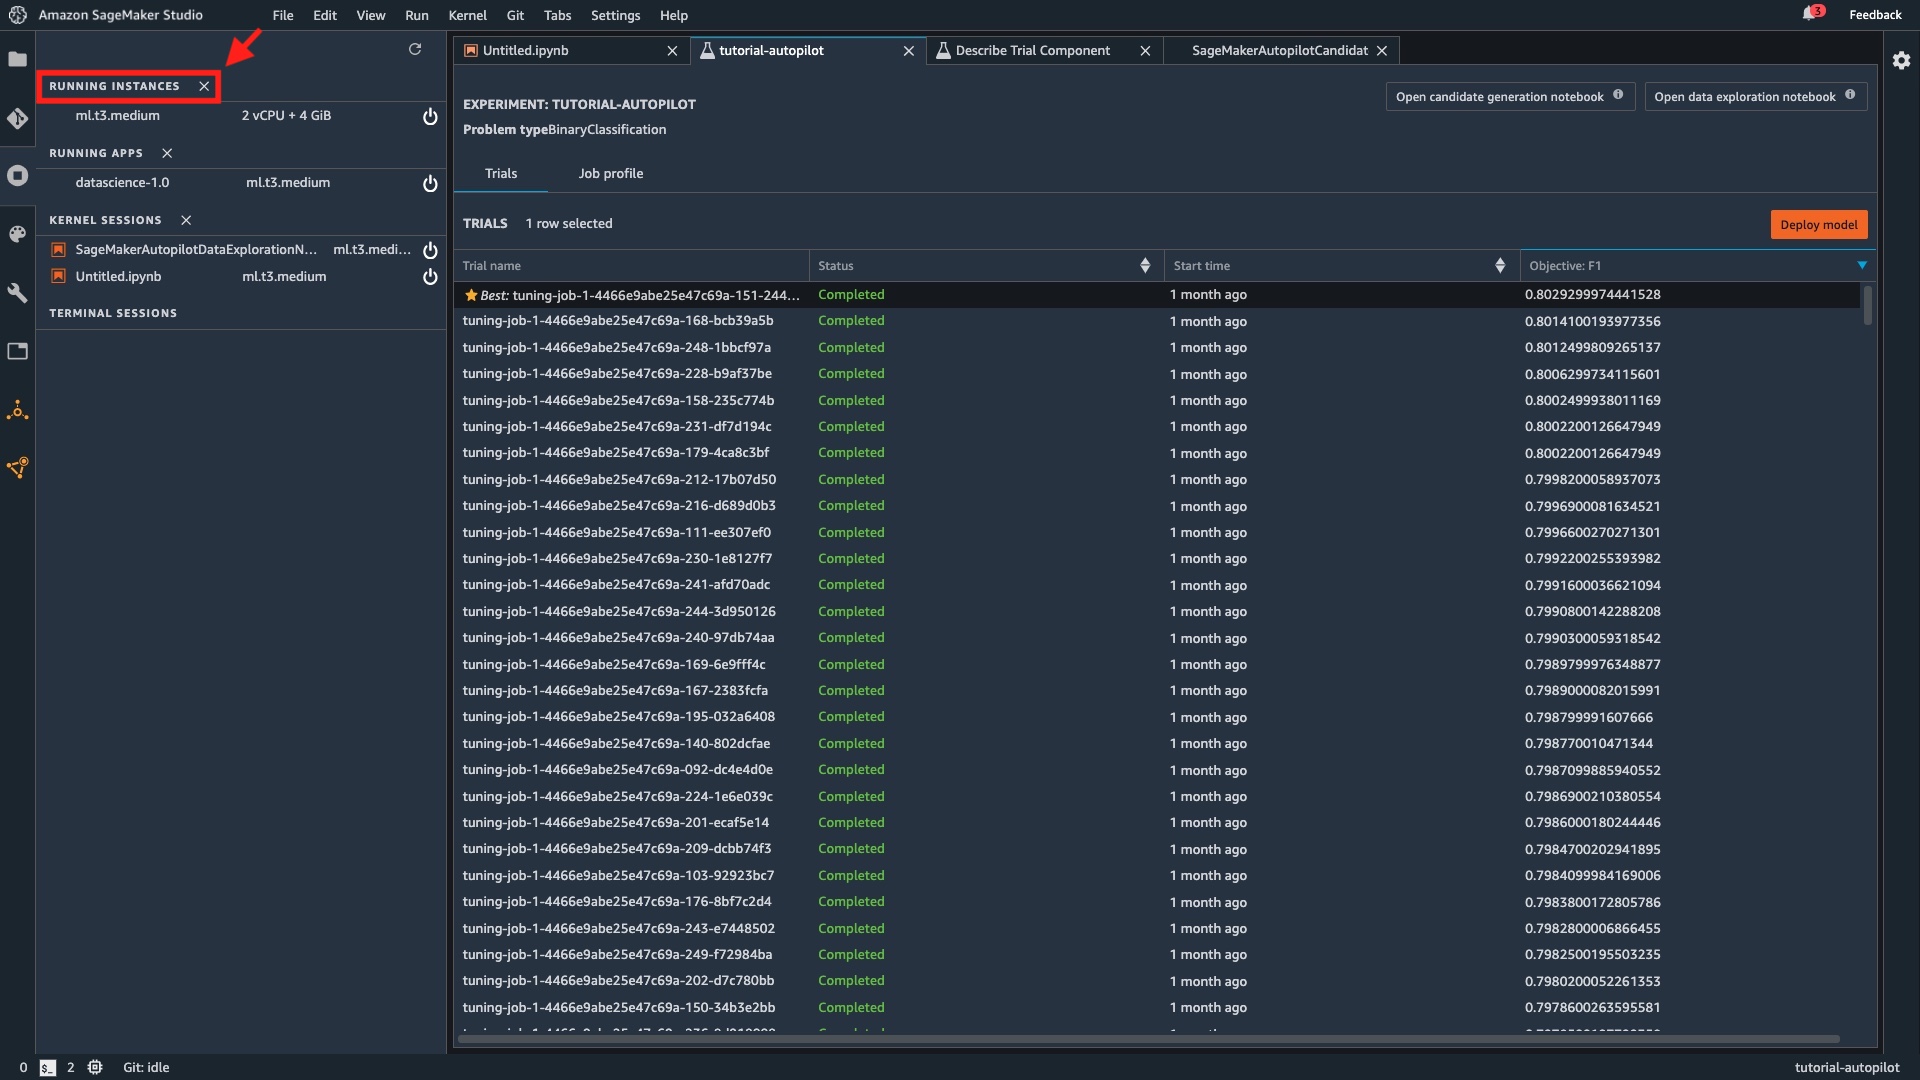 Amazon SageMaker Studio File Edit View Run Kernel Git Tabs Settings Help 3 Feedback
RUNNING INSTANCES
ml.t3.medium 2 vCPU + 4 GiB
RUNNING APPS
datascience-1.0 ml.t3.medium
KERNEL SESSIONS
SageMakerAutopilotDataExplorationN... ml.t3.medi...
Untitled.ipynb ml.t3.medium
TERMINAL SESSIONS
Untitled.ipynb tutorial-autopilot Describe Trial Component SageMakerAutopilotCandidat
EXPERIMENT: TUTORIAL-AUTOPILOT
Open candidate generation notebook Open data exploration notebook
Problem typeBinaryClassification
Trials Job profile
TRIALS 1 row selected Deploy model
Trial name Status Start time Objective: F1
Best: tuning-job-1-4466e9abe25e47c69a-151-244... Completed 1 month ago 0.8029299974441528
tuning-job-1-4466e9abe25e47c69a-168-bcb39a5b Completed 1 month ago 0.8014100193977356
tuning-job-1-4466e9abe25e47c69a-248-1bbcf97a Completed 1 month ago 0.8012499809265137
tuning-job-1-4466e9abe25e47c69a-228-b9af37be Completed 1 month ago 0.8006299734115601
tuning-job-1-4466e9abe25e47c69a-158-235c774b Completed 1 month ago 0.8002499938011169
tuning-job-1-4466e9abe25e47c69a-231-df7d194c Completed 1 month ago 0.8002200126647949
tuning-job-1-4466e9abe25e47c69a-179-4ca8c3bf Completed 1 month ago 0.8002200126647949
tuning-job-1-4466e9abe25e47c69a-212-17b07d50 Completed 1 month ago 0.7998200058937073
tuning-job-1-4466e9abe25e47c69a-216-d689d0b3 Completed 1 month ago 0.7996900081634521
tuning-job-1-4466e9abe25e47c69a-111-ee307ef0 Completed 1 month ago 0.7996600270271301
tuning-job-1-4466e9abe25e47c69a-230-1e8127f7 Completed 1 month ago 0.7992200255393982
tuning-job-1-4466e9abe25e47c69a-241-afd70adc Completed 1 month ago 0.7991600036621094
tuning-job-1-4466e9abe25e47c69a-244-3d950126 Completed 1 month ago 0.7990800142288208
tuning-job-1-4466e9abe25e47c69a-240-97db74aa Completed 1 month ago 0.7990300059318542
tuning-job-1-4466e9abe25e47c69a-169-6e9fff4c Completed 1 month ago 0.7989799976348877
tuning-job-1-4466e9abe25e47c69a-167-2383fcfa Completed 1 month ago 0.7989000082015991
tuning-job-1-4466e9abe25e47c69a-195-032a6408 Completed 1 month ago 0.798799991607666
tuning-job-1-4466e9abe25e47c69a-140-802dcfae Completed 1 month ago 0.798770010471344
tuning-job-1-4466e9abe25e47c69a-092-dc4e4d0e Completed 1 month ago 0.7987099885940552
tuning-job-1-4466e9abe25e47c69a-224-1e6e039c Completed 1 month ago 0.7986900210380554
tuning-job-1-4466e9abe25e47c69a-201-ecaf5e14 Completed 1 month ago 0.7986000180244446
tuning-job-1-4466e9abe25e47c69a-209-dcbb74f3 Completed 1 month ago 0.7984700202941895
tuning-job-1-4466e9abe25e47c69a-103-92923bc7 Completed 1 month ago 0.7984099984169006
tuning-job-1-4466e9abe25e47c69a-176-8bf7c2d4 Completed 1 month ago 0.7983800172805786
tuning-job-1-4466e9abe25e47c69a-243-e7448502 Completed 1 month ago 0.7982800006866455
tuning-job-1-4466e9abe25e47c69a-249-f72984ba Completed 1 month ago 0.7982500195503235
tuning-job-1-4466e9abe25e47c69a-202-d7c780bb Completed 1 month ago 0.7980200052261353
tuning-job-1-4466e9abe25e47c69a-150-34b3e2bb Completed 1 month ago 0.7978600263595581
0 2 Git: idle tutorial-autopilot